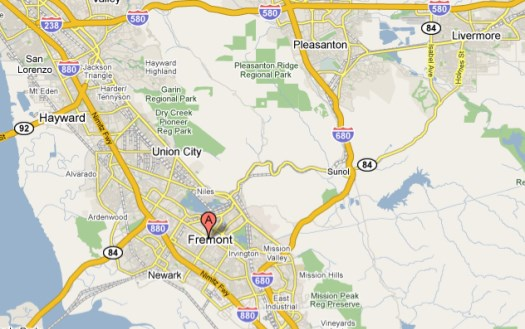 Valley
580
580
680
238
580
84
Livermore
Pleasanton
Isabel Ave
Holmes St
San
Lorenzo
880
Jackson
Triangle
Hayward
Highland
Pleasanton Ridge
Regional Park
Mt Eden
Harder/
Tennyson
Garin
Regional Park
Dry Creek
Pioneer
Reg Park
Hayward
92
Nimitz Fwy
680
Union City
Sunol
84
Alvarado
Niles
Ardenwood
A
880
Fremont
84
Irvington
Mission
Valley
Newark
Nimitz Fwy
680
Mission Hills
East
Industrial
Mission Peak
Reg Preserve
880
Vineyards